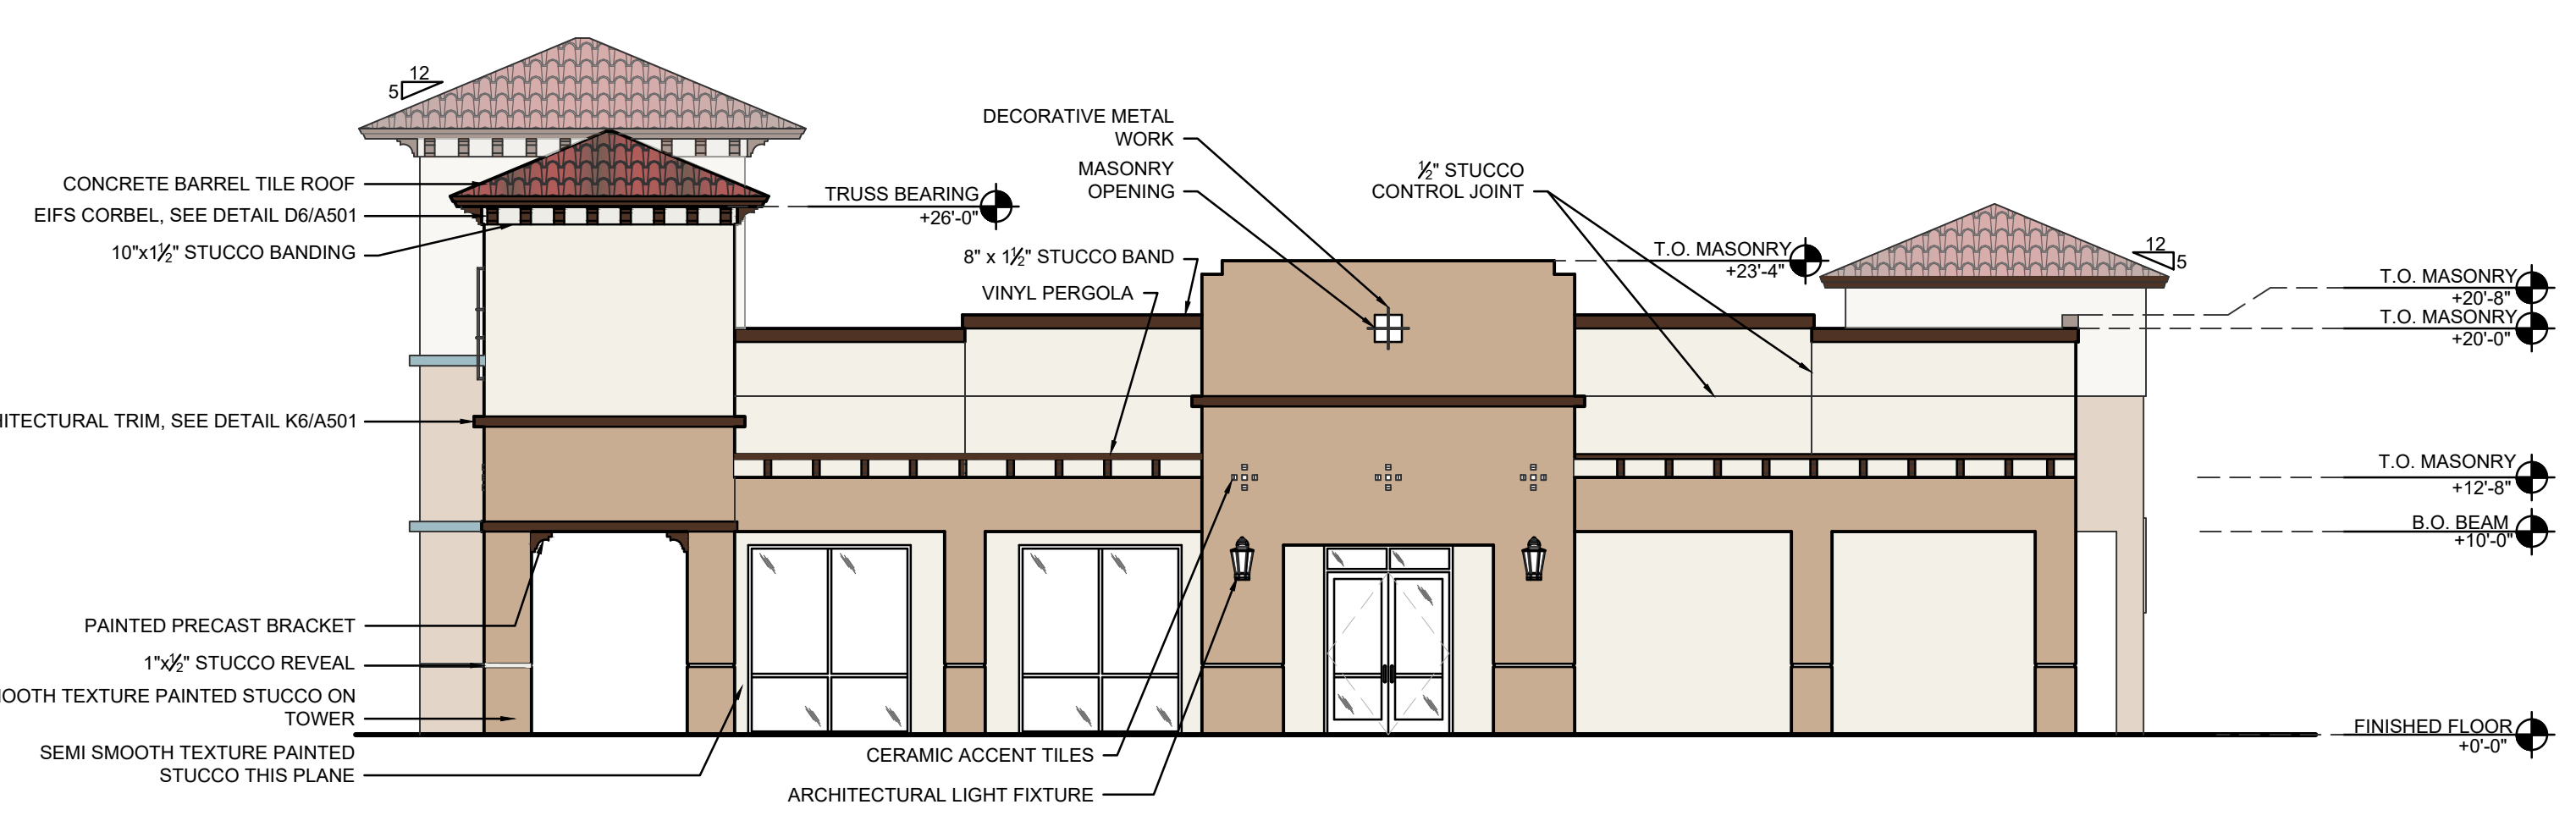 12
5
DECORATIVE METAL
WORK
MASONRY
OPENING
½" STUCCO
CONTROL JOINT
CONCRETE BARREL TILE ROOF
EIFS CORBEL, SEE DETAIL D6/A501
10"x1½" STUCCO BANDING
TRUSS BEARING
+26'-0"
8" x 1½" STUCCO BAND
VINYL PERGOLA
T.O. MASONRY
+23'-4"
12
5
T.O. MASONRY
+20'-8"
T.O. MASONRY
+20'-0"
HITECTURAL TRIM, SEE DETAIL K6/A501
T.O. MASONRY
+12'-8"
B.O. BEAM
+10'-0"
PAINTED PRECAST BRACKET
1"x½" STUCCO REVEAL
OOTH TEXTURE PAINTED STUCCO ON
TOWER
SEMI SMOOTH TEXTURE PAINTED
STUCCO THIS PLANE
CERAMIC ACCENT TILES
ARCHITECTURAL LIGHT FIXTURE
FINISHED FLOOR
+0'-0"